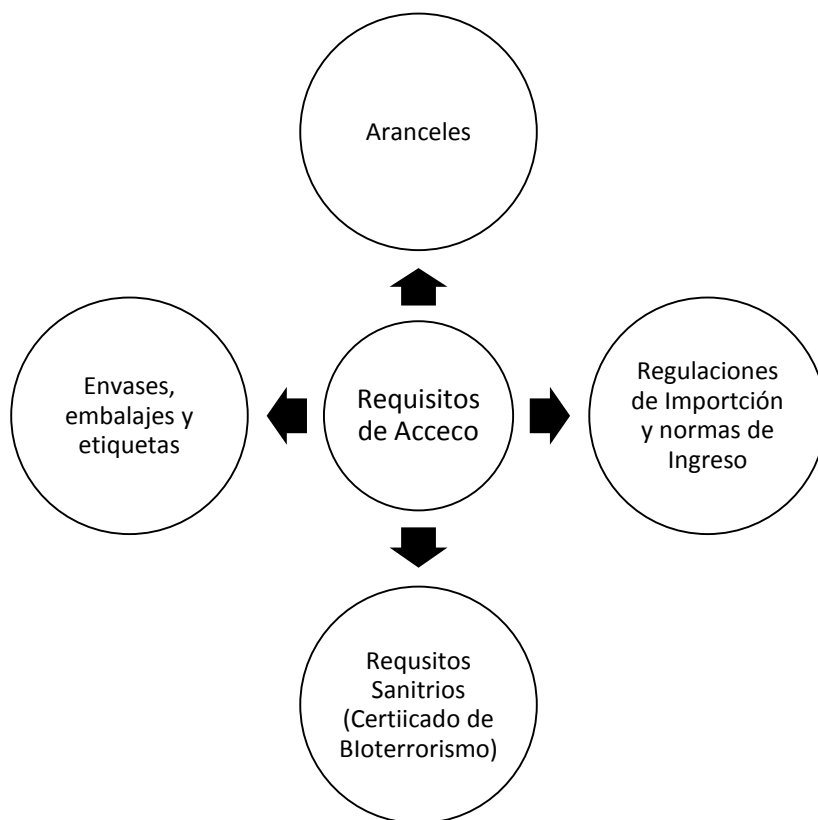 Aranceles
Envases,
embalajes y
etiquetas
Requisitos
de Acceco
Regulaciones
de Importción
y normas de
Ingreso
Requsitos
Sanitrios
(Certiicado de
BIoterrorismo)